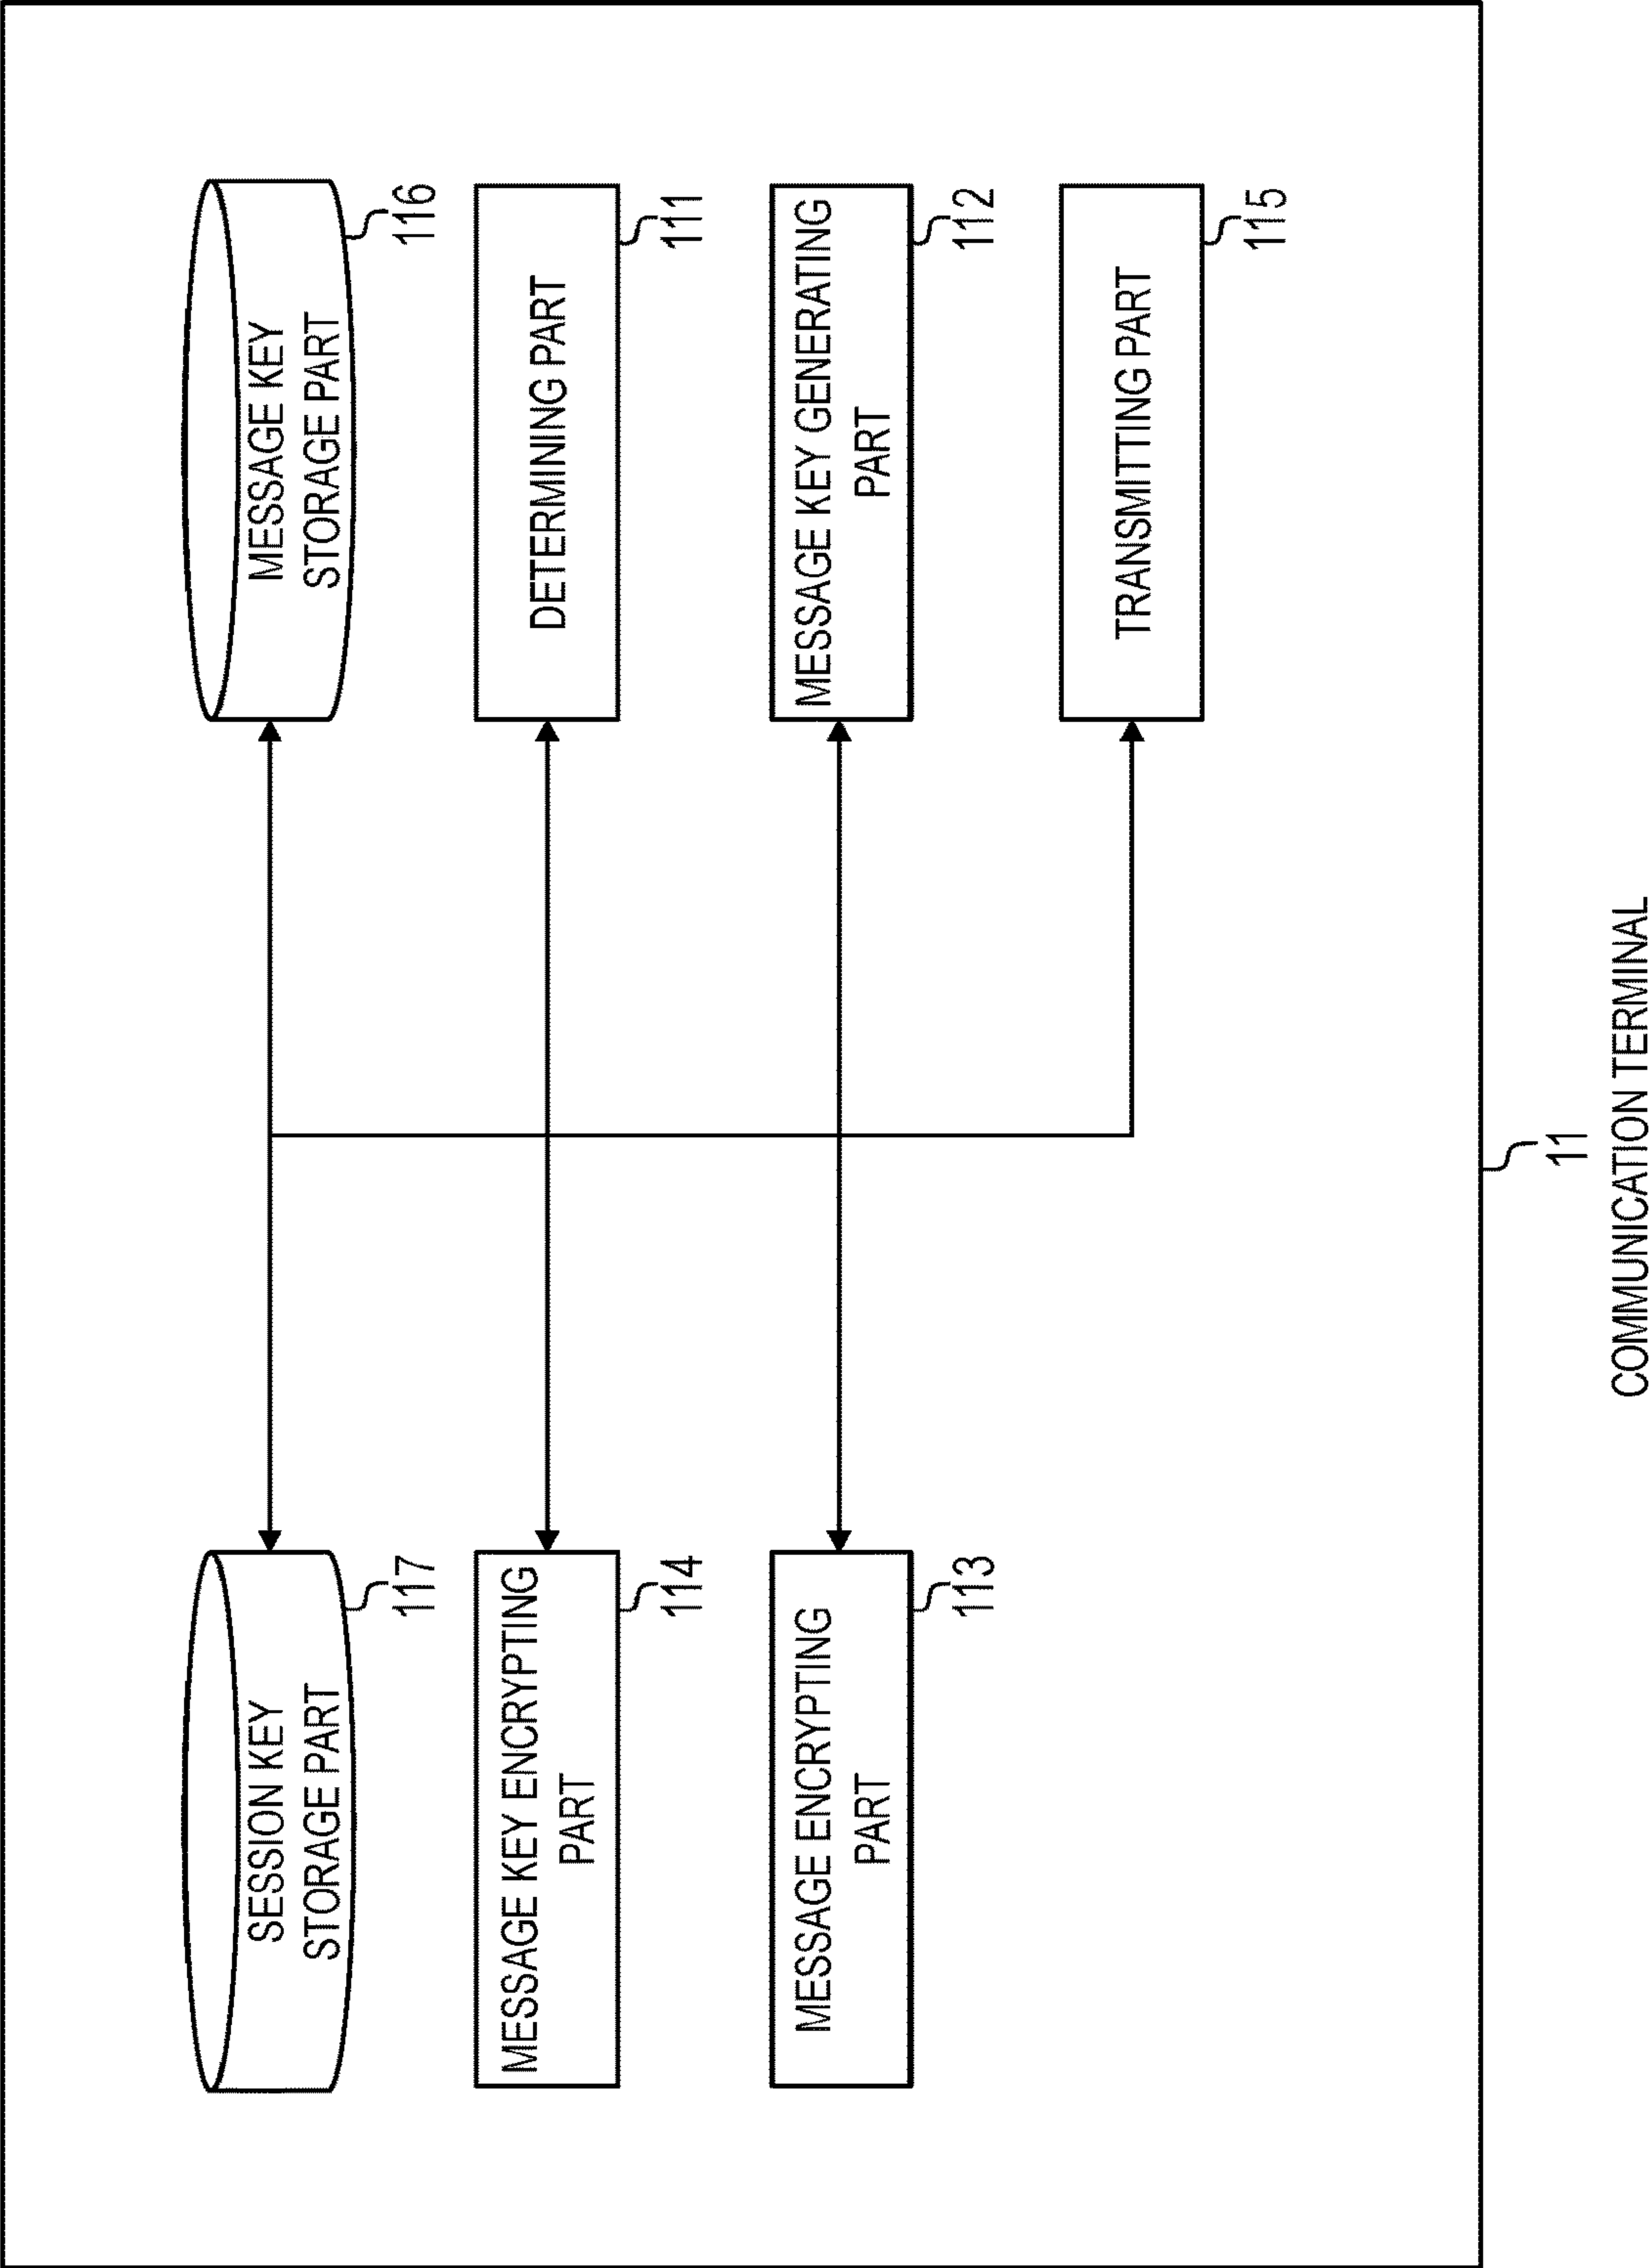 SESSION KEY
STORAGE PART
117
MESSAGE KEY
STORAGE PART
116
MESSAGE KEY ENCRYPTING
PART
114
DETERMINING PART
111
MESSAGE ENCRYPTING
PART
113
MESSAGE KEY GENERATING
PART
112
TRANSMITTING PART
115
11
COMMUNICATION TERMINAL